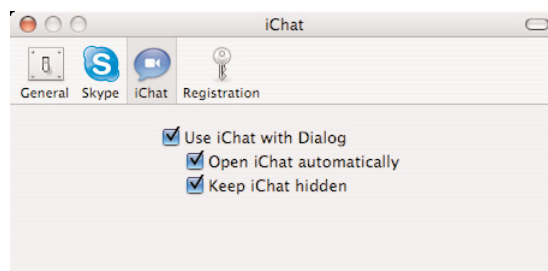 iChat
General Skype iChat Registration
Use iChat with Dialog
Open iChat automatically
Keep iChat hidden